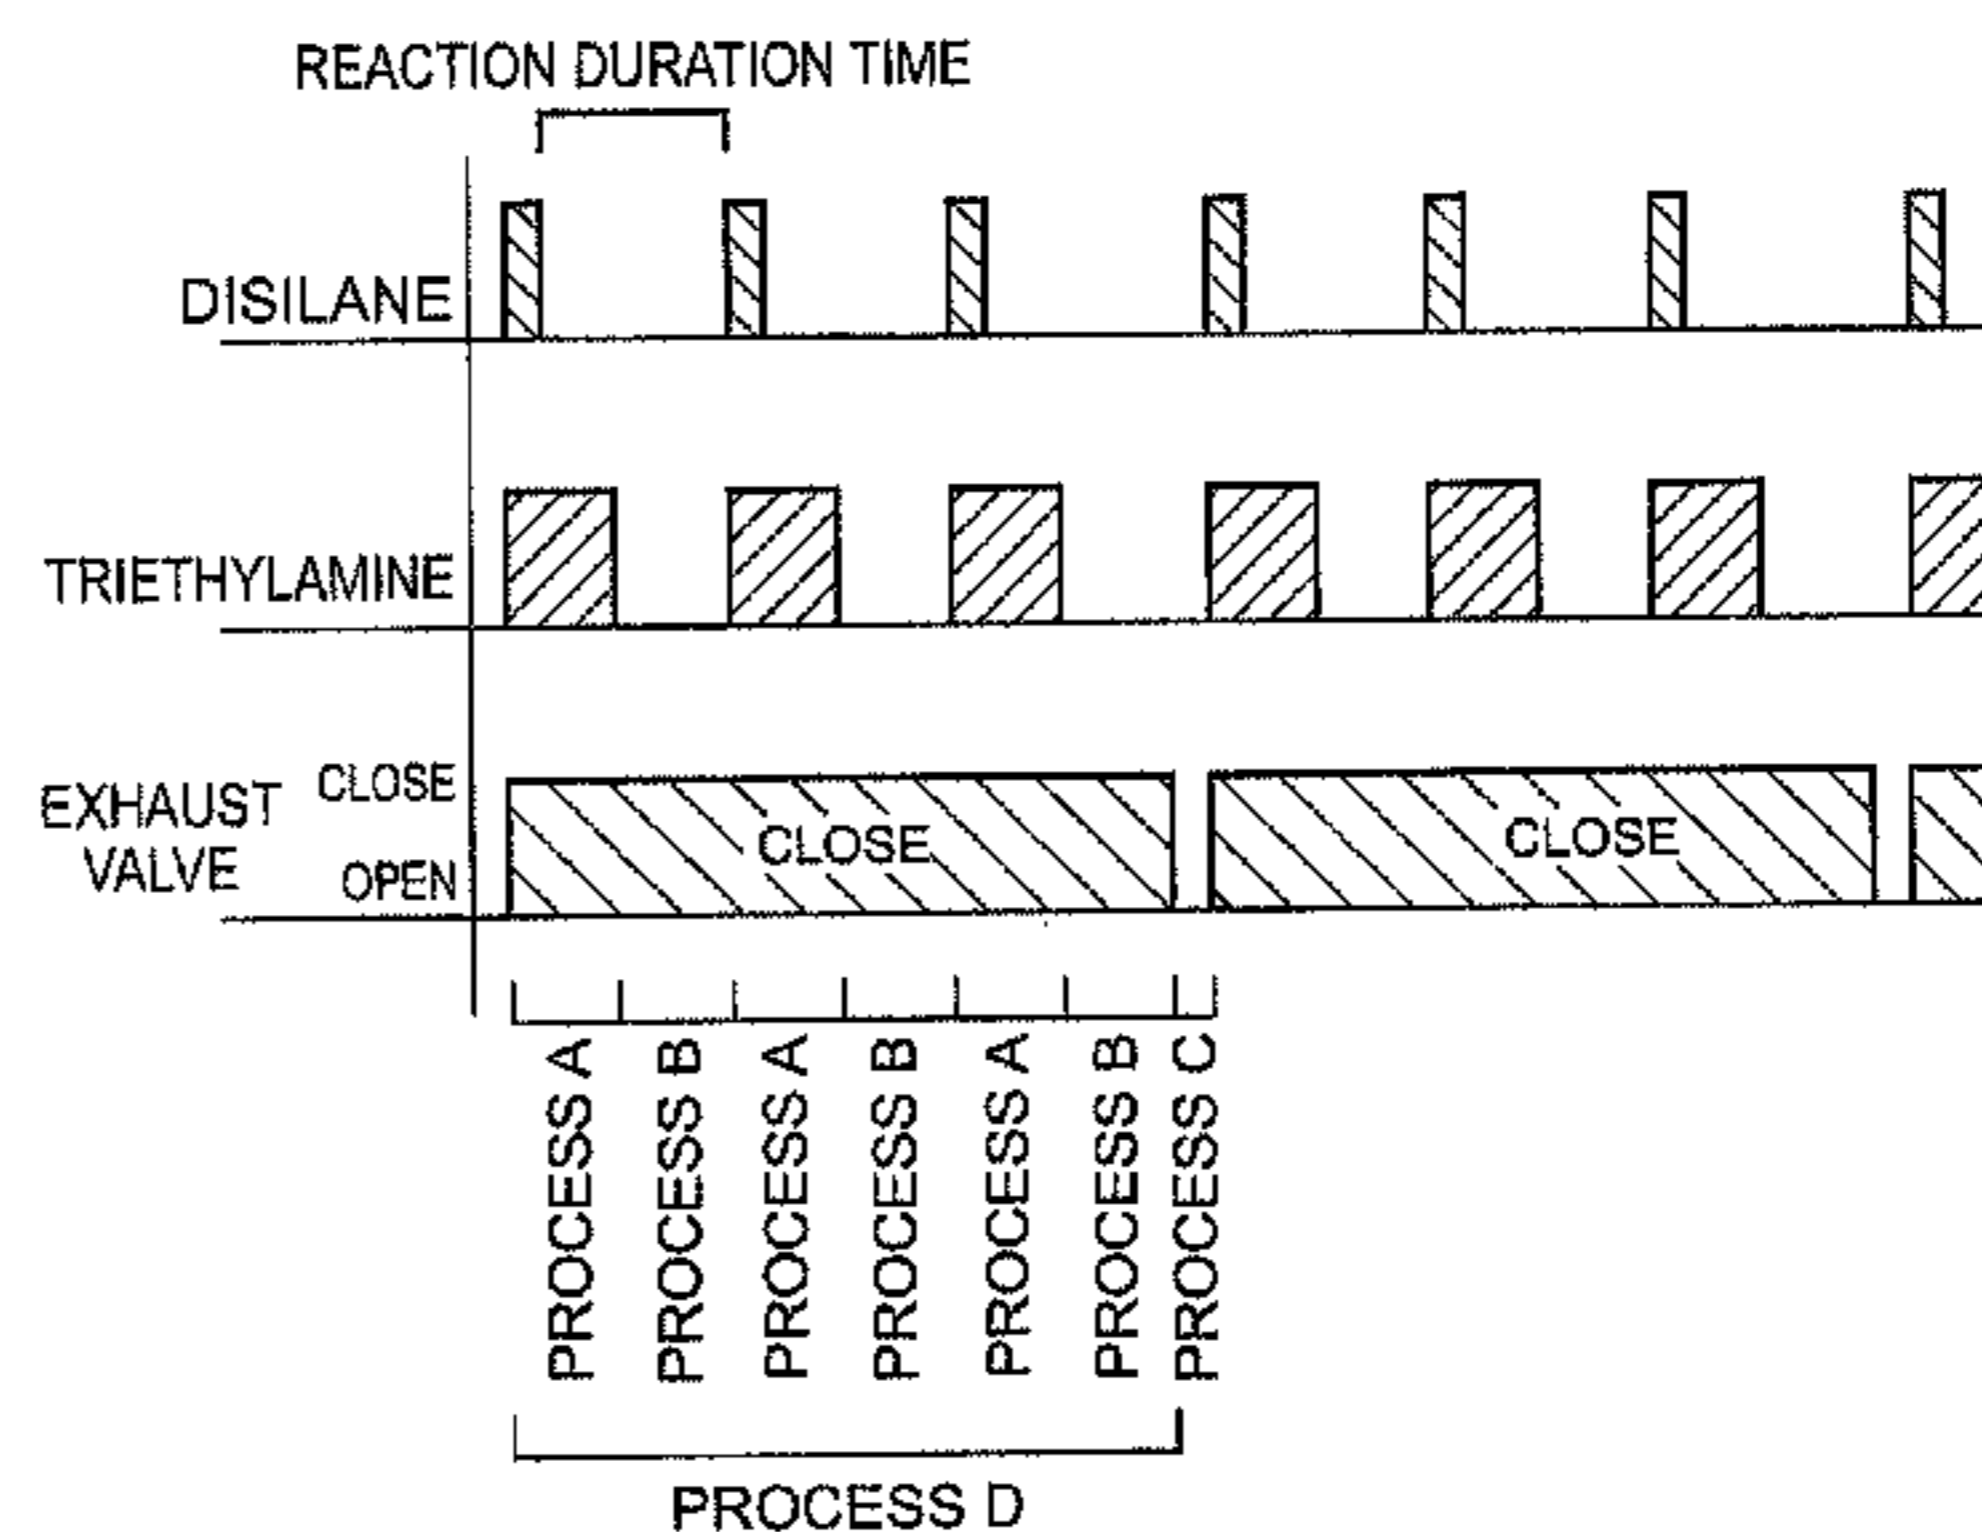 REACTION DURATION TIME
DISILANE
TRIETHYLAMINE
EXHAUST
VALVE
CLOSE
OPEN
CLOSE
CLOSE
PROCESS A
PROCESS B
PROCESS A
PROCESS B
PROCESS A
PROCESS B
PROCESS C
PROCESS D